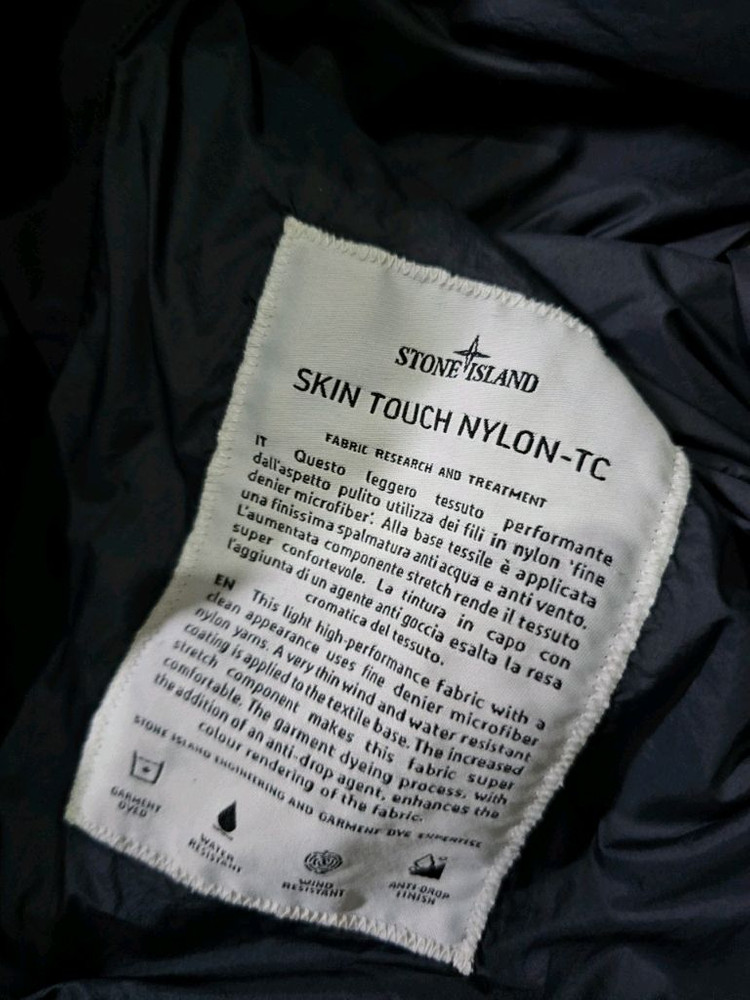 STONE ISLAND
SKIN TOUCH NYLON-TC
FABRIC RESEARCH AND TREATMENT
IT Questo leggero tessuto performante
dall'aspetto pulito utilizza dei fili in nylon 'fine
denier microfiber'. Alla base tessile è applicata
una finissima spalmatura anti acqua e anti vento.
L'aumentata componente stretch rende il tessuto
super confortevole. La tintura in capo con
l'aggiunta di un agente anti goccia esalta la resa
cromatica del tessuto.
EN This light high-performance fabric with a
clean appearance uses fine denier microfiber
nylon yarns. A very thin wind and water resistant
coating is applied to the textile base. The increased
stretch component makes this fabric super
comfortable. The garment dyeing process, with
the addition of an anti-drop agent, enhances the
colour rendering of the fabric.
STONE ISLAND ENGINEERING AND GARMENT DYE EXPERTISE
GARMENT
DYED
WATER
RESISTANT
WIND
RESISTANT
ANTI-DROP
FINISH